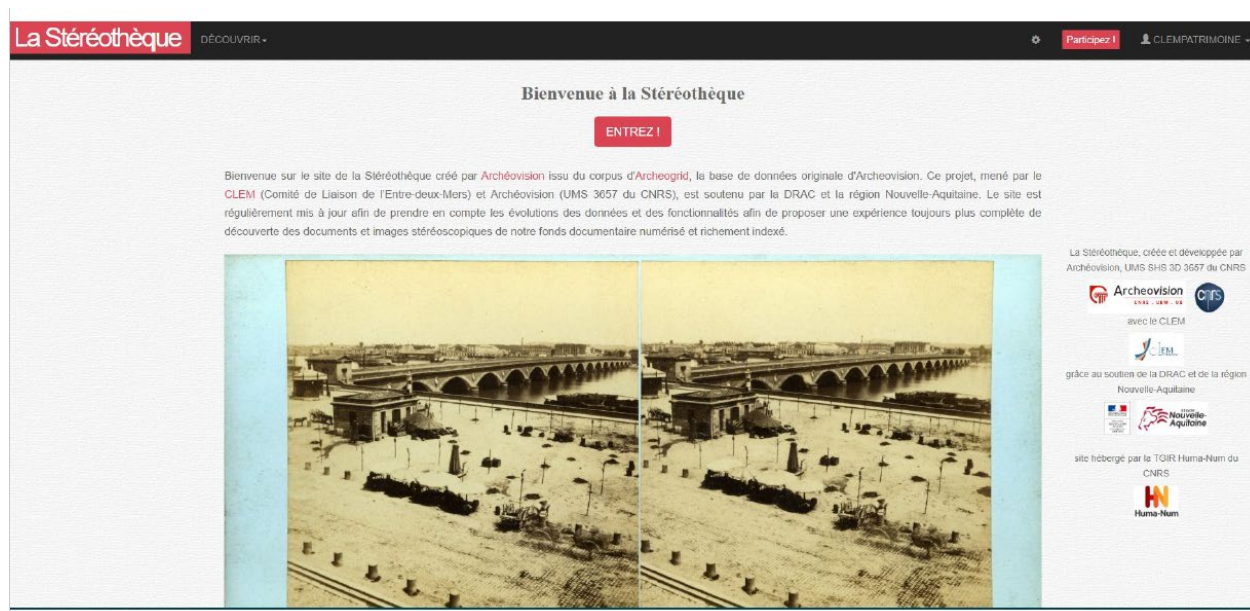 La Stéréothèque
DÉCOUVRIR
Participez !
CLEMPATRIMOINE
Bienvenue à la Stéréothèque
ENTREZ !
Bienvenue sur le site de la Stéréothèque créé par Archéovision issu du corpus d'Archeogrid, la base de données originale d'Archeovision. Ce projet, mené par le
CLEM (Comité de Liaison de l'Entre-deux-Mers) et Archéovision (UMS 3657 du CNRS), est soutenu par la DRAC et la région Nouvelle-Aquitaine. Le site est
régulièrement mis à jour afin de prendre en compte les évolutions des données et des fonctionnalités afin de proposer une expérience toujours plus complète de
découverte des documents et images stéréoscopiques de notre fonds documentaire numérisé et richement indexé.
La Stéréothèque, créée et développée par
Archéovision, UMS SHS 3D 3657 du CNRS
Archeovision
cnrs
avec le CLEM
CLEM
grâce au soutien de la DRAC et de la région
Nouvelle-Aquitaine
Nouvelle-
Aquitaine
site hébergé par la TGIR Huma-Num du
CNRS
Huma-Num